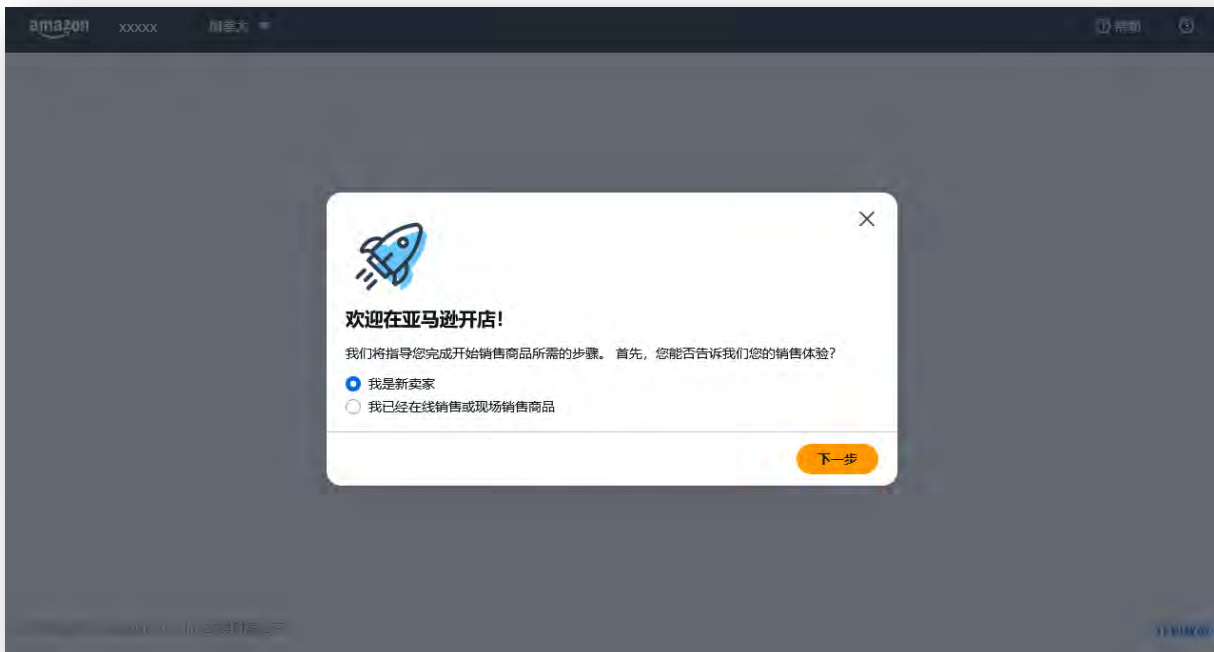 amazon xxxxx 加拿大 帮助
欢迎在亚马逊开店!
我们将指导您完成开始销售商品所需的步骤。 首先,您能否告诉我们您的销售体验?
我是新卖家
我已经在线销售或现场销售商品
下一步